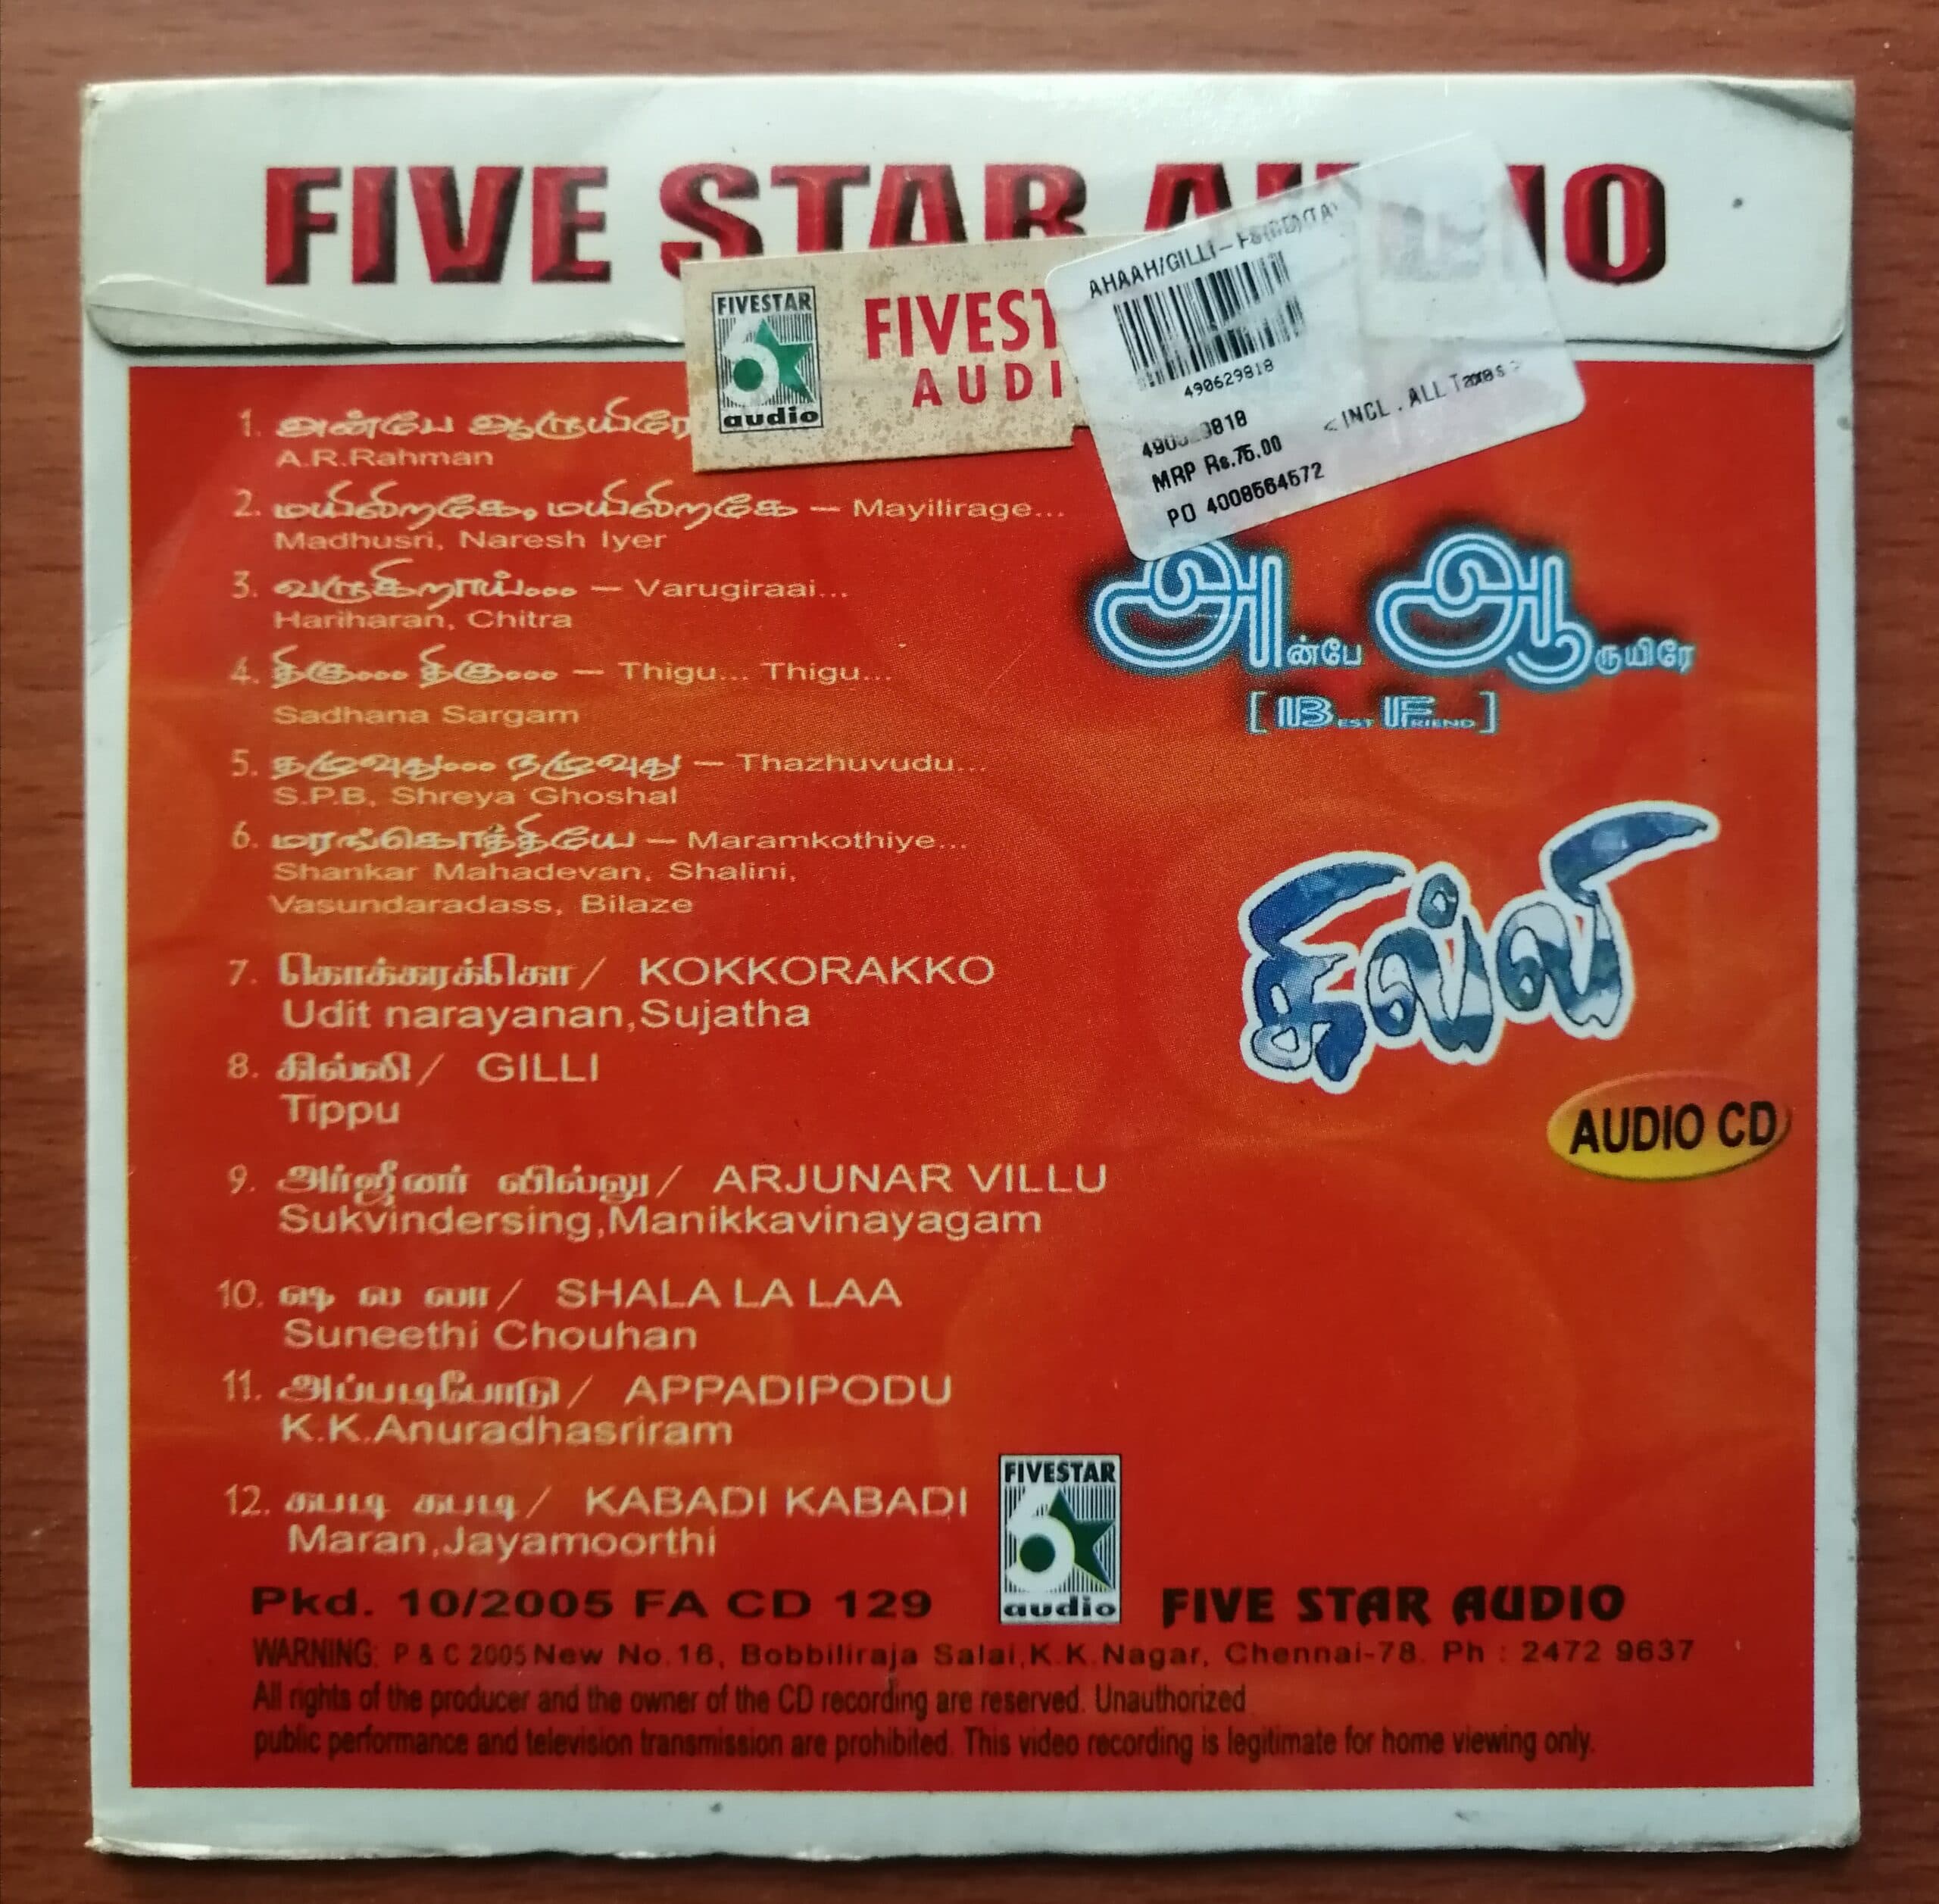 FIVE STAR AUDIO
FIVESTAR
audio
FIVEST
AUDI
AHAAH/GILLI - FS(CD)(TA)
490629818
MRP Rs.75.00
< INCL . ALL Taxes >
PO 4008564572
1. அன்பே ஆருயிரே
A.R.Rahman
2. மயிலிறகே, மயிலிறகே – Mayilirage...
Madhusri, Naresh Iyer
3. வருகிறாய்... – Varugiraai...
Hariharan, Chitra
4. திகு... திகு... – Thigu... Thigu...
Sadhana Sargam
5. தழுவுது... நழுவுது – Thazhuvudu...
S.P.B, Shreya Ghoshal
6. மரங்கொத்தியே – Maramkothiye...
Shankar Mahadevan, Shalini,
Vasundaradass, Bilaze
7. கொக்கரக்கொ / KOKKORAKKO
Udit narayanan,Sujatha
8. கில்லி / GILLI
Tippu
9. அர்ஜீனர் வில்லு / ARJUNAR VILLU
Sukvindersing,Manikkavinayagam
10. ஷ ல லா / SHALA LA LAA
Suneethi Chouhan
11. அப்படிபோடு / APPADIPODU
K.K.Anuradhasriram
12. கபடி கபடி / KABADI KABADI
Maran,Jayamoorthi
அன்பே ஆருயிரே
[ BEST FRIEND ]
கில்லி
AUDIO CD
Pkd. 10/2005 FA CD 129
FIVESTAR
audio
FIVE STAR AUDIO
WARNING: P & C 2005 New No.16, Bobbiliraja Salai,K.K.Nagar, Chennai-78. Ph : 2472 9637
All rights of the producer and the owner of the CD recording are reserved. Unauthorized
public performance and television transmission are prohibited. This video recording is legitimate for home viewing only.